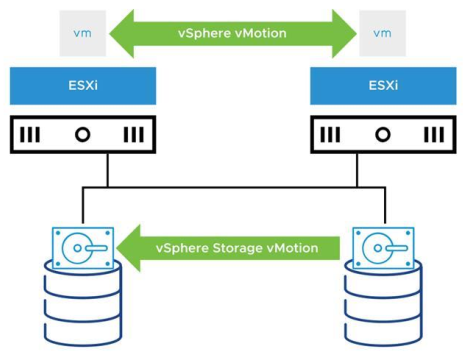 vm
vSphere vMotion
vm
ESXi
ESXi
vSphere Storage vMotion